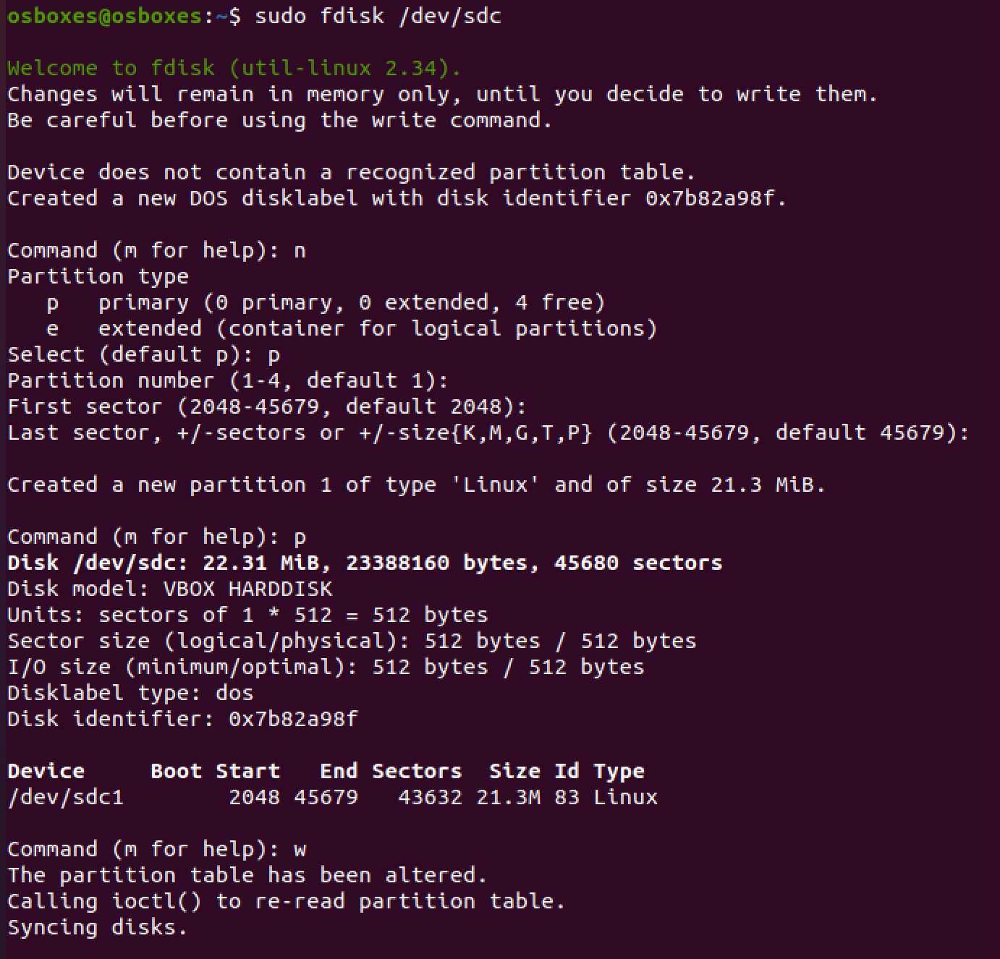 osboxes@osboxes:~$ sudo fdisk /dev/sdc
Welcome to fdisk (util-linux 2.34).
Changes will remain in memory only, until you decide to write them.
Be careful before using the write command.
Device does not contain a recognized partition table.
Created a new DOS disklabel with disk identifier 0x7b82a98f.
Command (m for help): n
Partition type
   p   primary (0 primary, 0 extended, 4 free)
   e   extended (container for logical partitions)
Select (default p): p
Partition number (1-4, default 1):
First sector (2048-45679, default 2048):
Last sector, +/-sectors or +/-size{K,M,G,T,P} (2048-45679, default 45679):
Created a new partition 1 of type 'Linux' and of size 21.3 MiB.
Command (m for help): p
Disk /dev/sdc: 22.31 MiB, 23388160 bytes, 45680 sectors
Disk model: VBOX HARDDISK
Units: sectors of 1 * 512 = 512 bytes
Sector size (logical/physical): 512 bytes / 512 bytes
I/O size (minimum/optimal): 512 bytes / 512 bytes
Disklabel type: dos
Disk identifier: 0x7b82a98f
Device     Boot Start   End Sectors  Size Id Type
/dev/sdc1        2048 45679   43632 21.3M 83 Linux
Command (m for help): w
The partition table has been altered.
Calling ioctl() to re-read partition table.
Syncing disks.